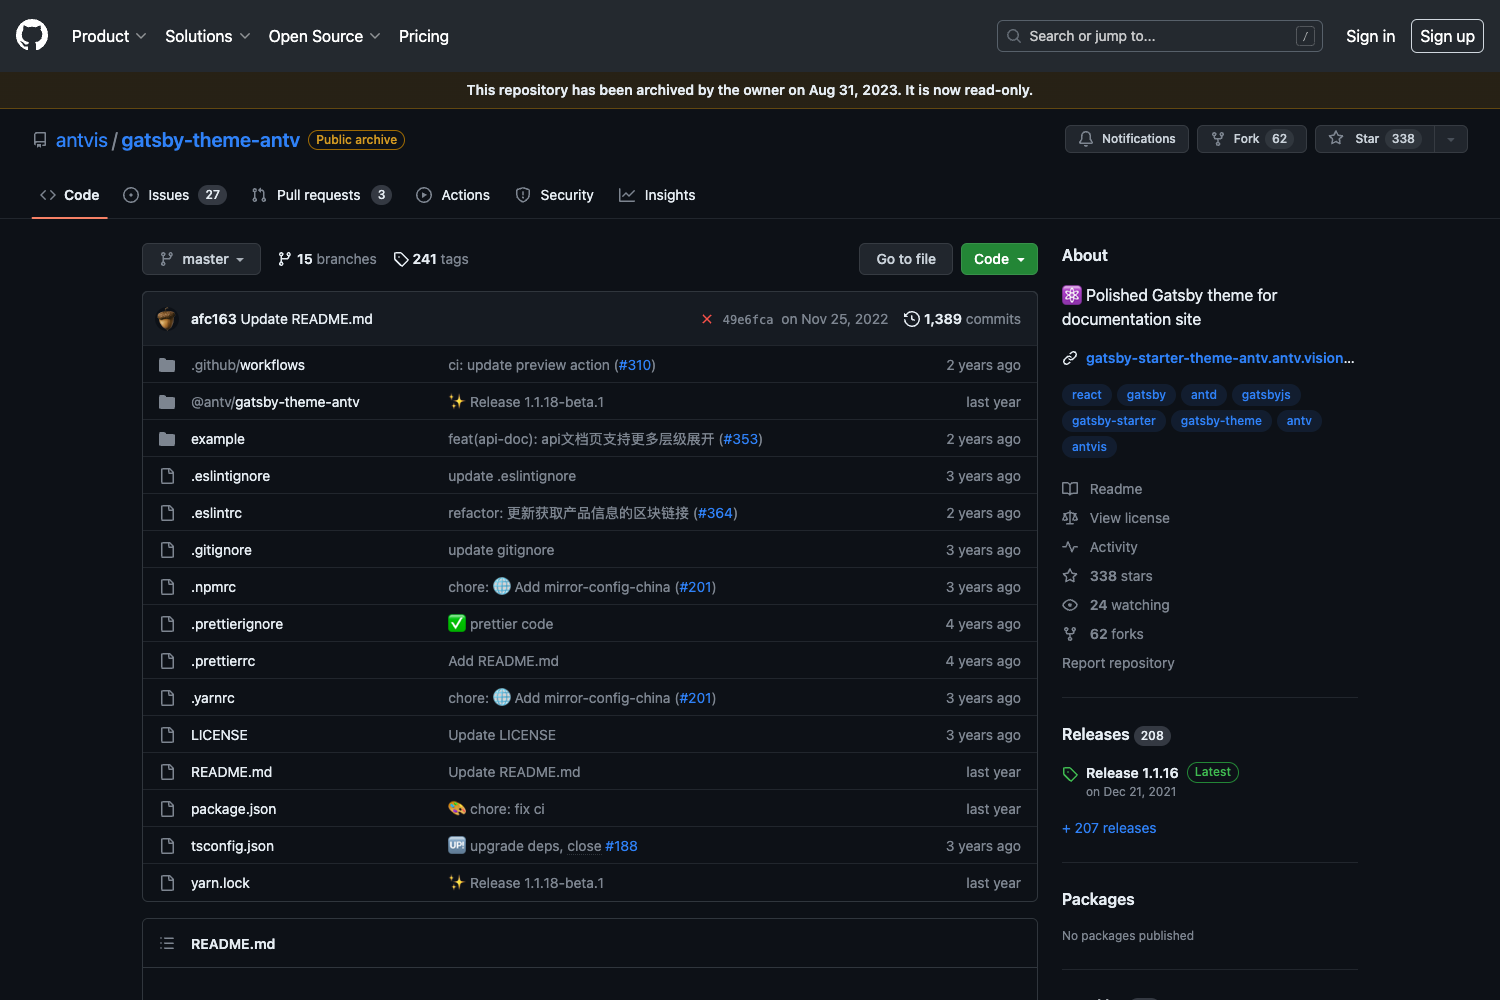 Product Solutions Open Source Pricing Search or jump to... / Sign in Sign up
This repository has been archived by the owner on Aug 31, 2023. It is now read-only.
antvis / gatsby-theme-antv Public archive Notifications Fork 62 Star 338
Code Issues 27 Pull requests 3 Actions Security Insights
master 15 branches 241 tags Go to file Code
afc163 Update README.md 49e6fca on Nov 25, 2022 1,389 commits
.github/workflows ci: update preview action (#310) 2 years ago
@antv/gatsby-theme-antv ✨ Release 1.1.18-beta.1 last year
example feat(api-doc): api文档页支持更多层级展开 (#353) 2 years ago
.eslintignore update .eslintignore 3 years ago
.eslintrc refactor: 更新获取产品信息的区块链接 (#364) 2 years ago
.gitignore update gitignore 3 years ago
.npmrc chore: 🌐 Add mirror-config-china (#201) 3 years ago
.prettierignore ✅ prettier code 4 years ago
.prettierrc Add README.md 4 years ago
.yarnrc chore: 🌐 Add mirror-config-china (#201) 3 years ago
LICENSE Update LICENSE 3 years ago
README.md Update README.md last year
package.json 🎨 chore: fix ci last year
tsconfig.json 🆙 upgrade deps, close #188 3 years ago
yarn.lock ✨ Release 1.1.18-beta.1 last year
README.md
About
⚛️ Polished Gatsby theme for
documentation site
gatsby-starter-theme-antv.antv.vision…
react gatsby antd gatsbyjs
gatsby-starter gatsby-theme antv
antvis
Readme
View license
Activity
338 stars
24 watching
62 forks
Report repository
Releases 208
Release 1.1.16 Latest
on Dec 21, 2021
+ 207 releases
Packages
No packages published